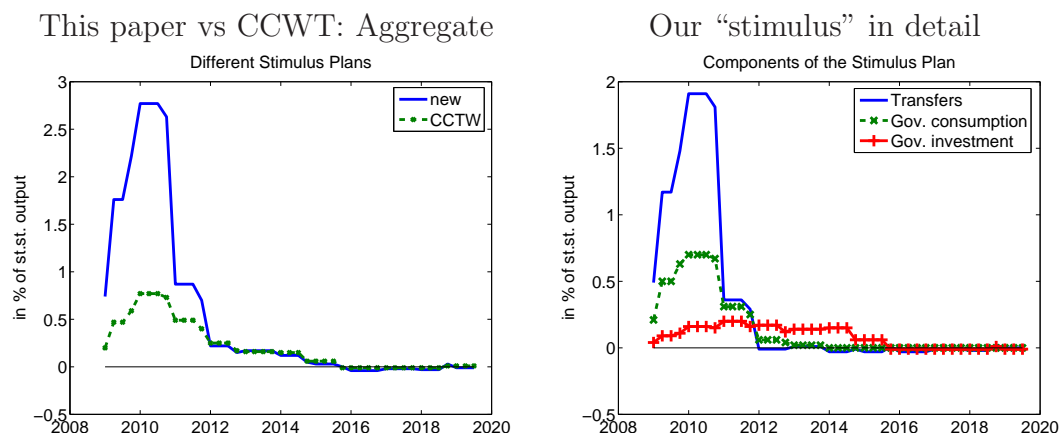 This paper vs CCWT: Aggregate
Different Stimulus Plans
new
CCTW
in % of st.st. output
3
2.5
2
1.5
1
0.5
0
−0.5
2008 2010 2012 2014 2016 2018 2020
Our “stimulus” in detail
Components of the Stimulus Plan
Transfers
Gov. consumption
Gov. investment
in % of st.st. output
2
1.5
1
0.5
0
−0.5
2008 2010 2012 2014 2016 2018 2020